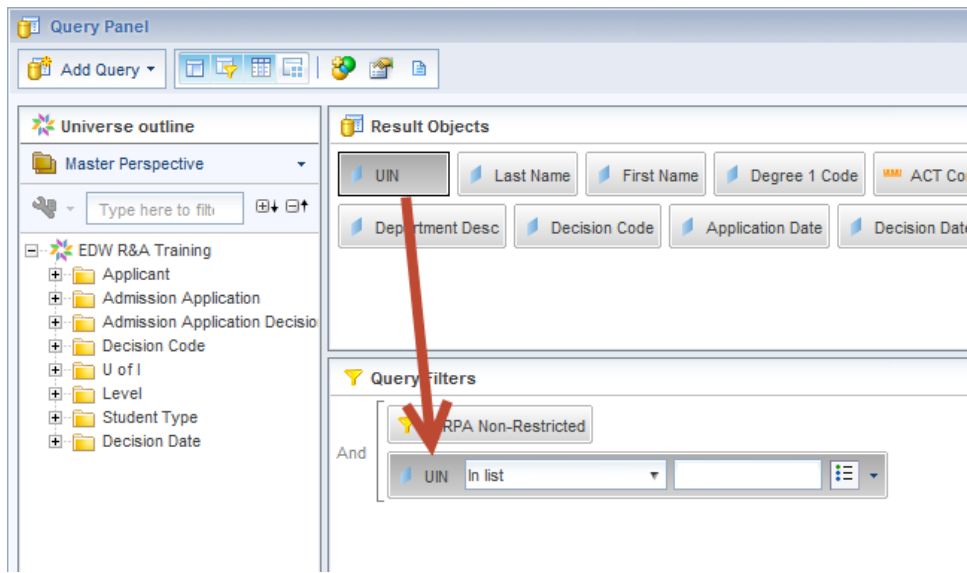 Query Panel
Add Query
Universe outline
Master Perspective
Type here to filt
EDW R&A Training
Applicant
Admission Application
Admission Application Decisio
Decision Code
U of I
Level
Student Type
Decision Date
Result Objects
UIN Last Name First Name Degree 1 Code ACT Co
Department Desc Decision Code Application Date Decision Date
Query Filters
And
RPA Non-Restricted
UIN In list